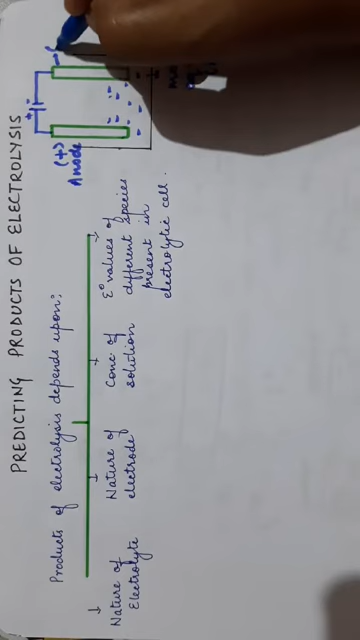 PREDICTING PRODUCTS OF ELECTROLYSIS
Products of electrolysis depends upon;
Nature of
Electrolyte
Nature of
electrode
Conc of
solution
E° values of
different species
present in
electrolytic cell.
(+)
Anode
+
-